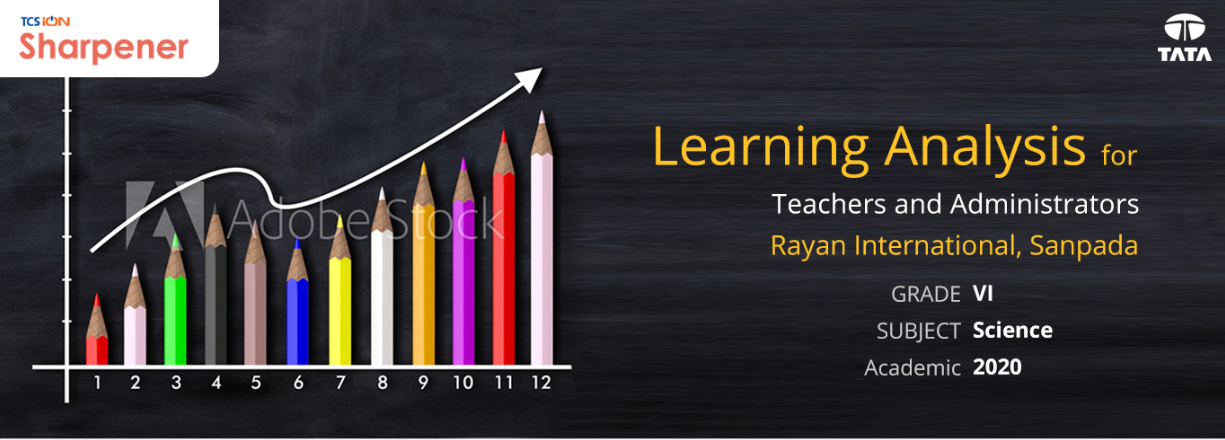 TCS iON
Sharpener
TATA
Learning Analysis for
Teachers and Administrators
Rayan International, Sanpada
GRADE VI
SUBJECT Science
Academic 2020
Adobe Stock
1 2 3 4 5 6 7 8 9 10 11 12